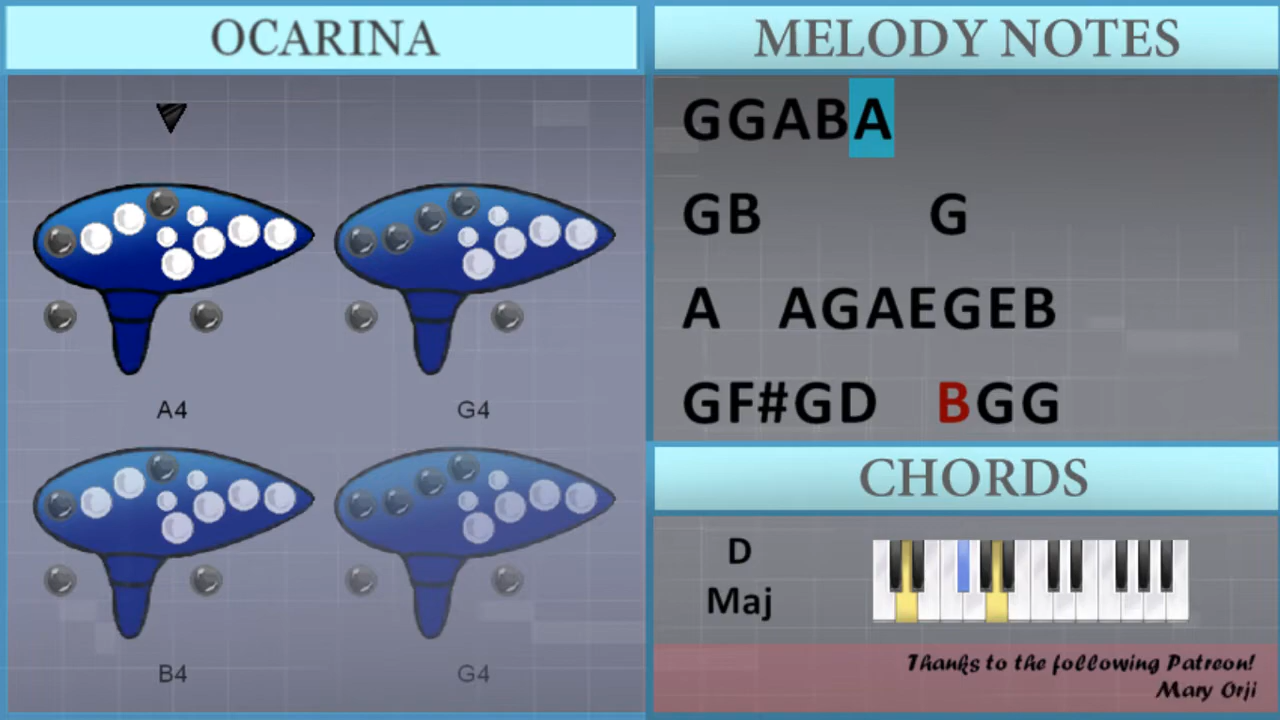 OCARINA
A4 G4
B4 G4
MELODY NOTES
GGABA
GB G
A AGAEGEB
GF#GD BGG
CHORDS
D
Maj
Thanks to the following Patreon!
Mary Orji